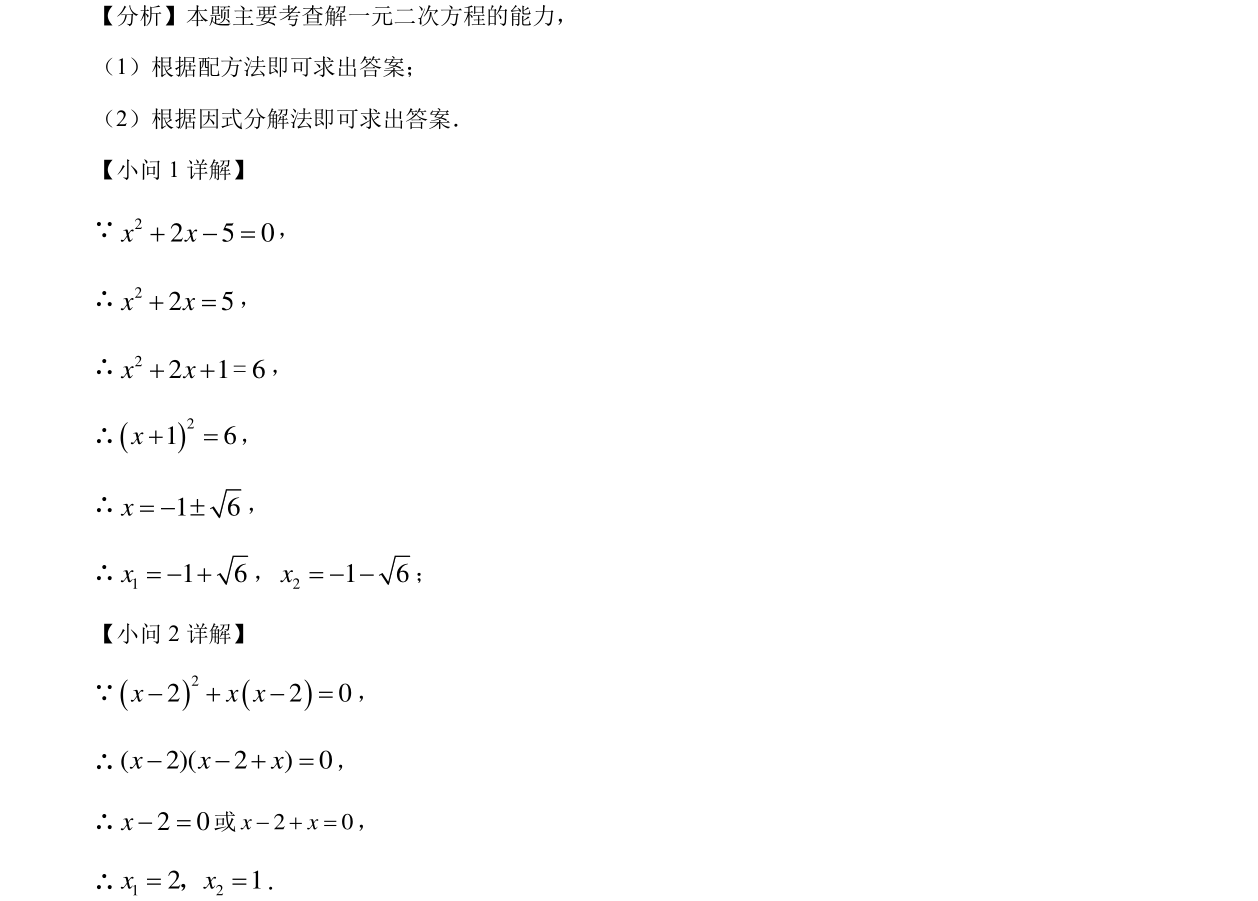 【分析】本题主要考查解一元二次方程的能力，
（1）根据配方法即可求出答案；
（2）根据因式分解法即可求出答案．
【小问 1 详解】
∵ x² + 2x − 5 = 0，
∴ x² + 2x = 5，
∴ x² + 2x + 1 = 6，
∴ (x + 1)² = 6，
∴ x = −1 ± √6，
∴ x₁ = −1 + √6，x₂ = −1 − √6；
【小问 2 详解】
∵ (x − 2)² + x(x − 2) = 0，
∴ (x − 2)(x − 2 + x) = 0，
∴ x − 2 = 0 或 x − 2 + x = 0，
∴ x₁ = 2，x₂ = 1．